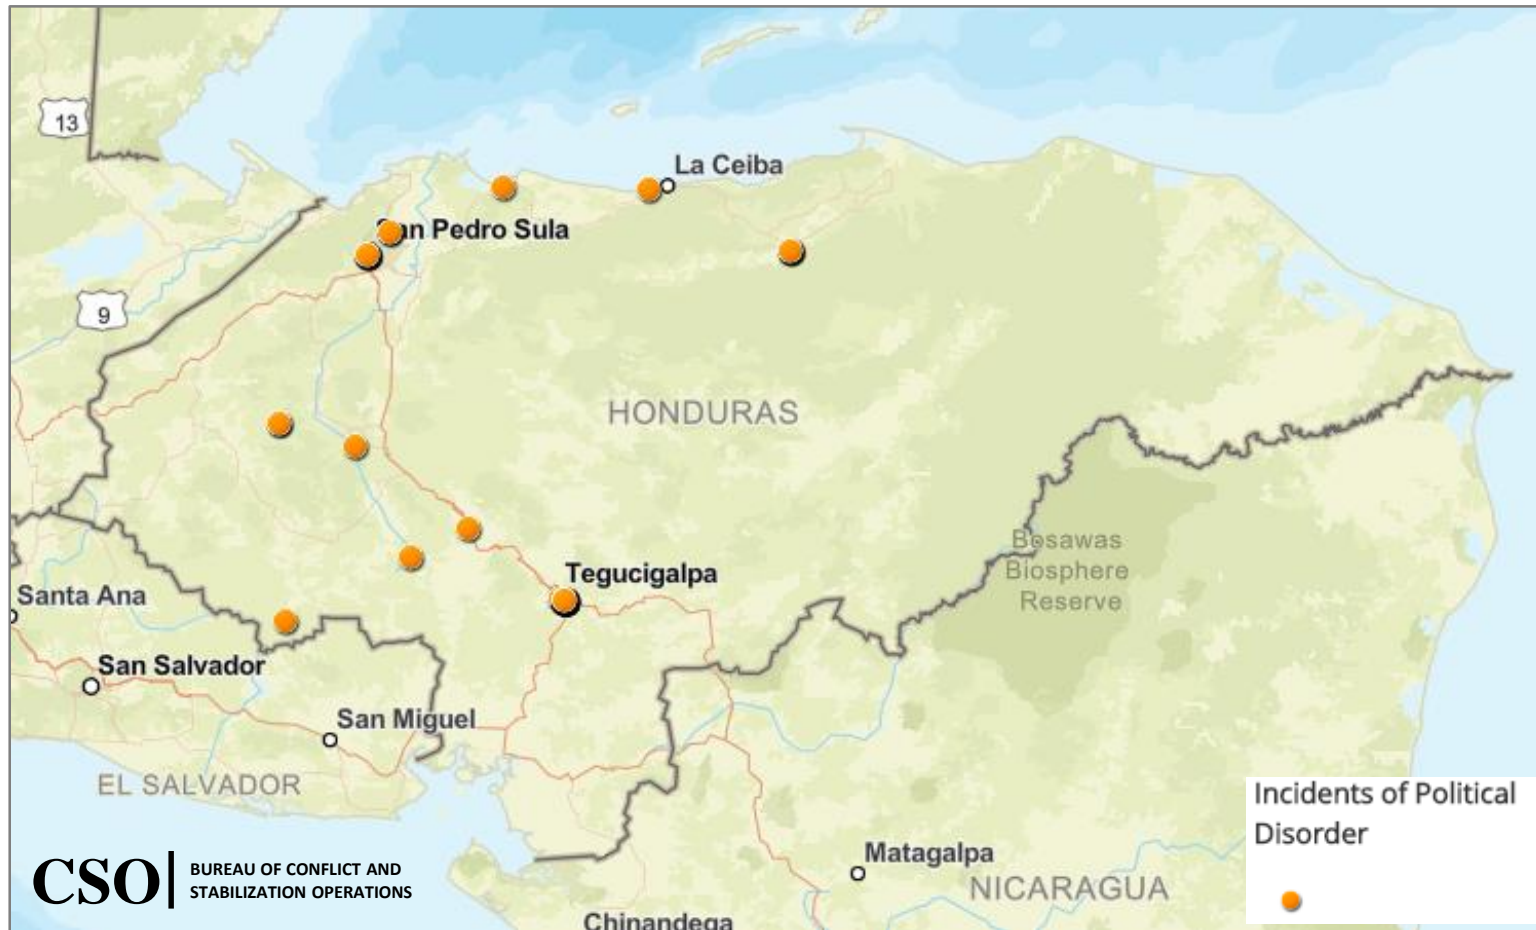 13
La Ceiba
San Pedro Sula
9
HONDURAS
Bosawas
Biosphere
Reserve
Tegucigalpa
Santa Ana
San Salvador
San Miguel
EL SALVADOR
Incidents of Political
Disorder
Matagalpa
NICARAGUA
Chinandega
CSO
BUREAU OF CONFLICT AND
STABILIZATION OPERATIONS